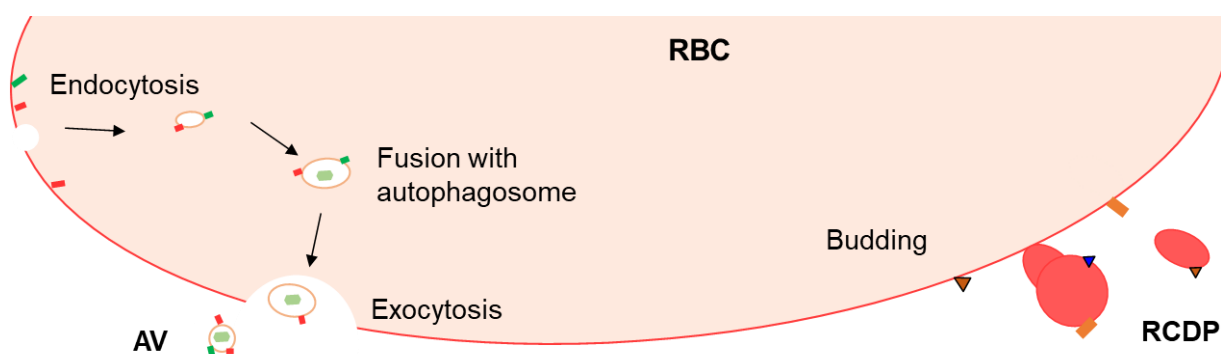 RBC
Endocytosis
Fusion with
autophagosome
Budding
Exocytosis
AV
RCDP